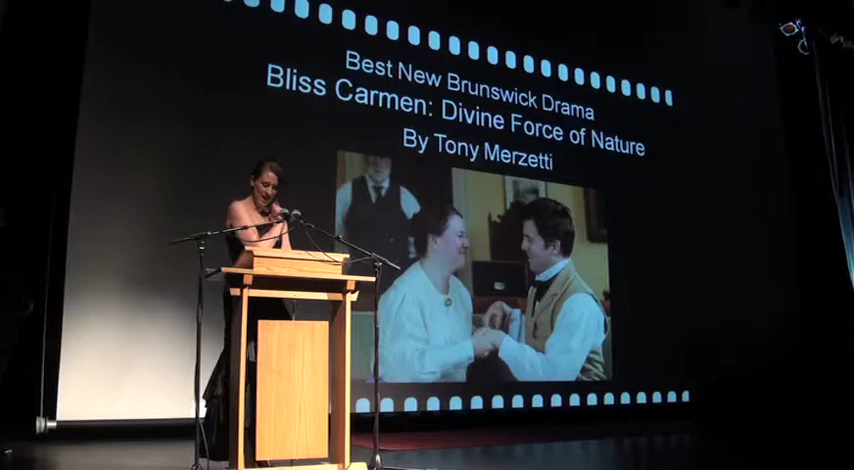 Best New Brunswick Drama
Bliss Carmen: Divine Force of Nature
By Tony Merzetti